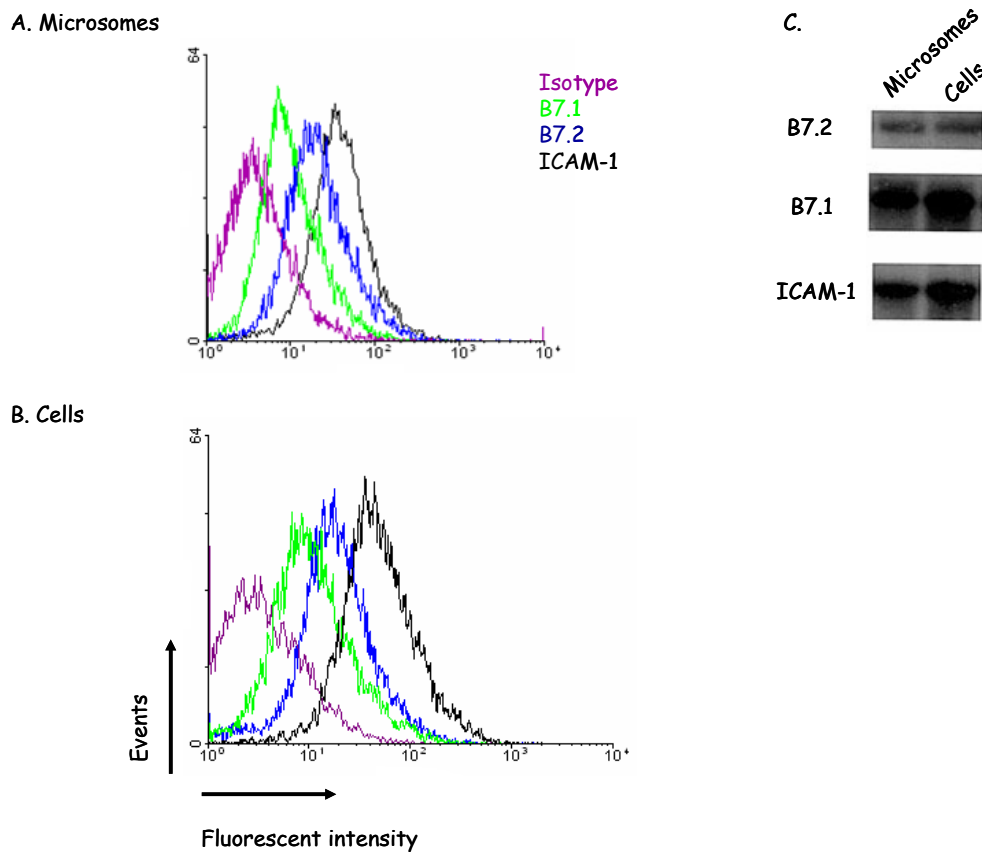 A. Microsomes
64
0
10⁰ 10¹ 10² 10³ 10⁴
Isotype
B7.1
B7.2
ICAM-1
B. Cells
64
0
10⁰ 10¹ 10² 10³ 10⁴
Events
Fluorescent intensity
C.
Microsomes
Cells
B7.2
B7.1
ICAM-1